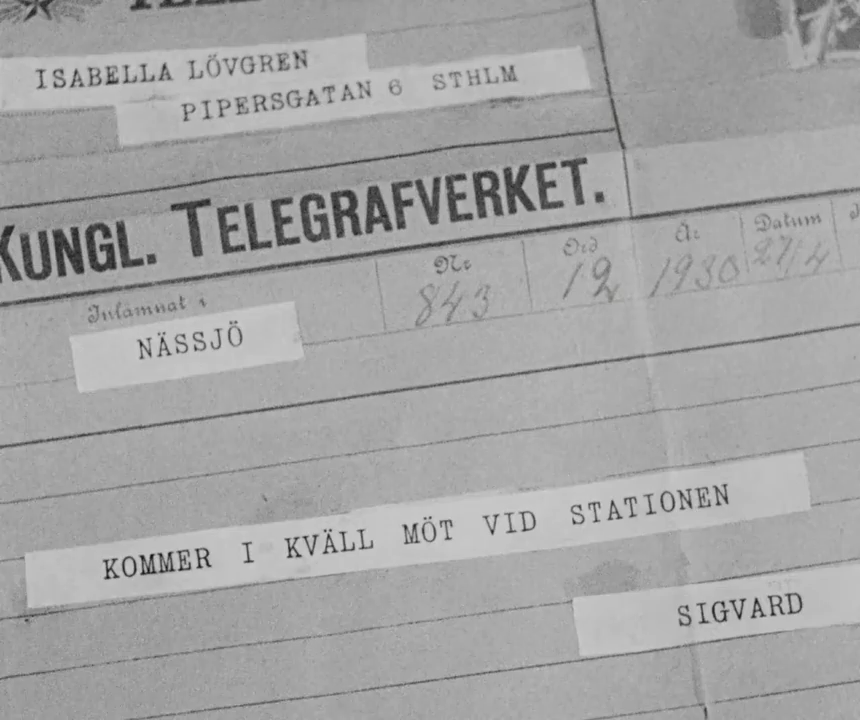 ISABELLA LÖVGREN
PIPERSGATAN 6 STHLM
KUNGL. TELEGRAFVERKET.
Inlämnat i
NÄSSJÖ
Nr
843
Ord
12
År
1930
Datum
27/4
KOMMER I KVÄLL MÖT VID STATIONEN
SIGVARD